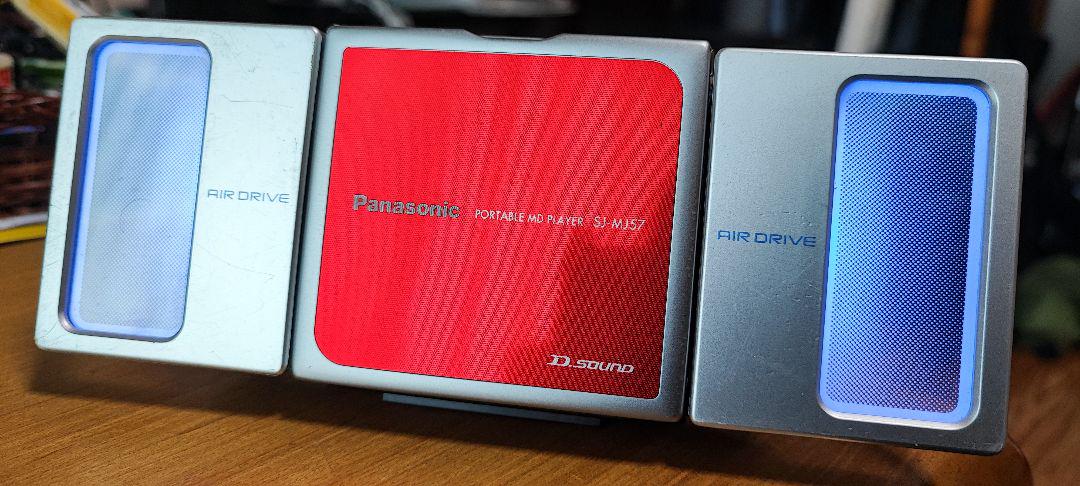 AIR DRIVE
Panasonic PORTABLE MD PLAYER SJ-MJ57
D.SOUND
AIR DRIVE